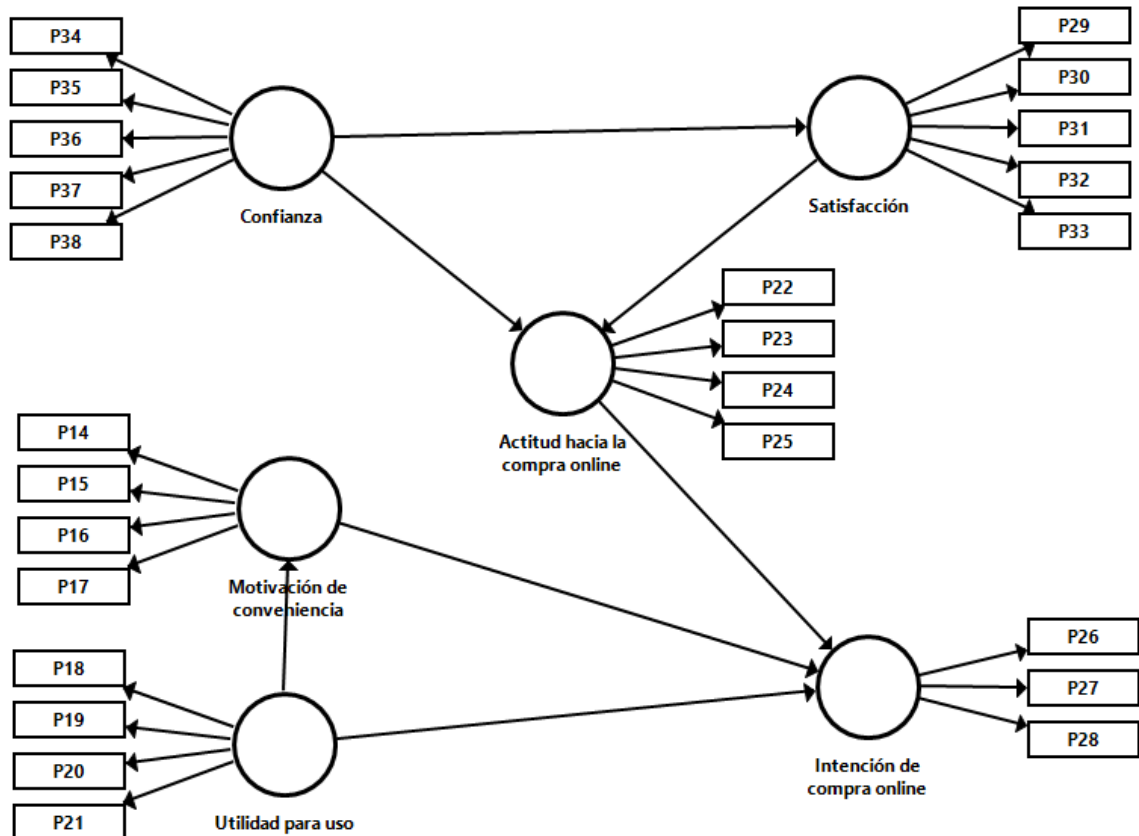 P34
P35
P36
P37
P38
Confianza
P29
P30
P31
P32
P33
Satisfacción
P22
P23
P24
P25
Actitud hacia la
compra online
P14
P15
P16
P17
Motivación de
conveniencia
P18
P19
P20
P21
Utilidad para uso
P26
P27
P28
Intención de
compra online